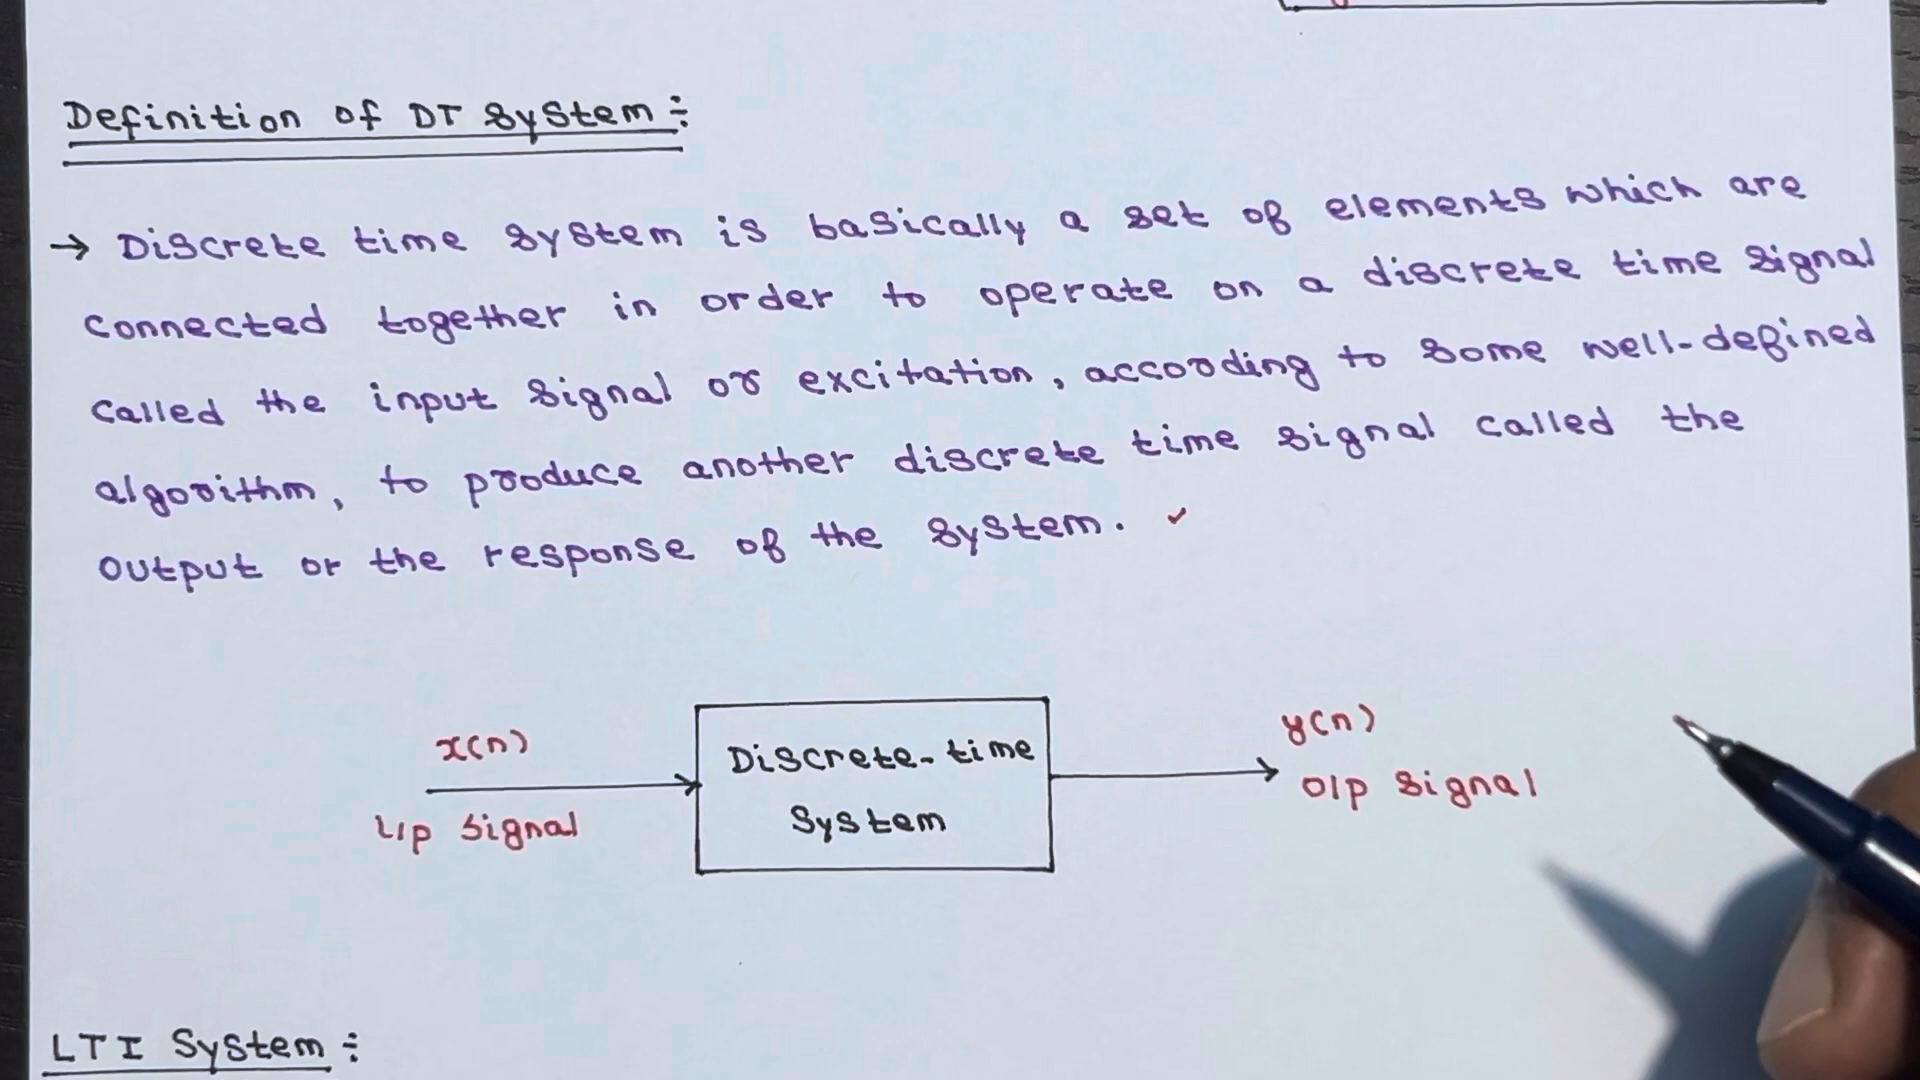 Definition of DT System :-
→ Discrete time system is basically a set of elements which are
connected together in order to operate on a discrete time signal
called the input signal or excitation, according to some well-defined
algorithm, to produce another discrete time signal called the
output or the response of the system. ✓
x(n)
I/p signal
Discrete-time
System
y(n)
O/p signal
LTI System :